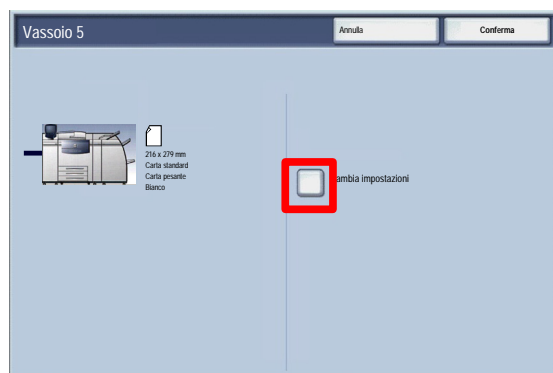 Vassoio 5
Annulla
Conferma
216 x 279 mm
Carta standard
Carta pesante
Bianco
ambia impostazioni